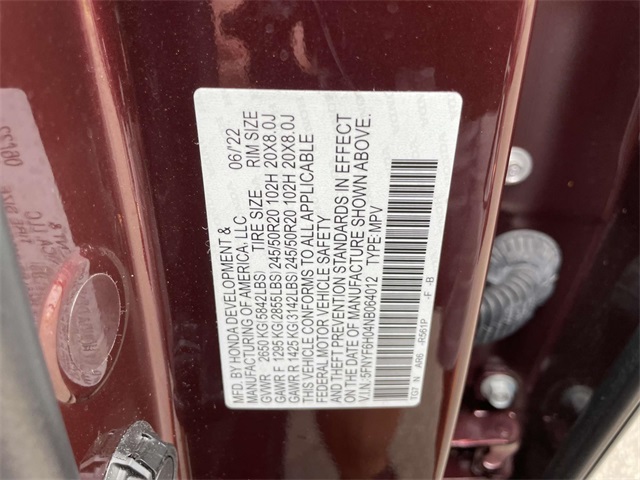 MFD. BY HONDA DEVELOPMENT & 06/22
MANUFACTURING OF AMERICA, LLC
GVWR 2650 KG(5842LBS) TIRE SIZE RIM SIZE
GAWR F 1295 KG(2855LBS) 245/50R20 102H 20X8.0J
GAWR R 1425 KG(3142LBS) 245/50R20 102H 20X8.0J
THIS VEHICLE CONFORMS TO ALL APPLICABLE
FEDERAL MOTOR VEHICLE SAFETY
AND THEFT PREVENTION STANDARDS IN EFFECT
ON THE DATE OF MANUFACTURE SHOWN ABOVE.
V.I.N. 5FNYF6H04NB064012 TYPE:MPV
TG7 N AR6 -R561P -F -B